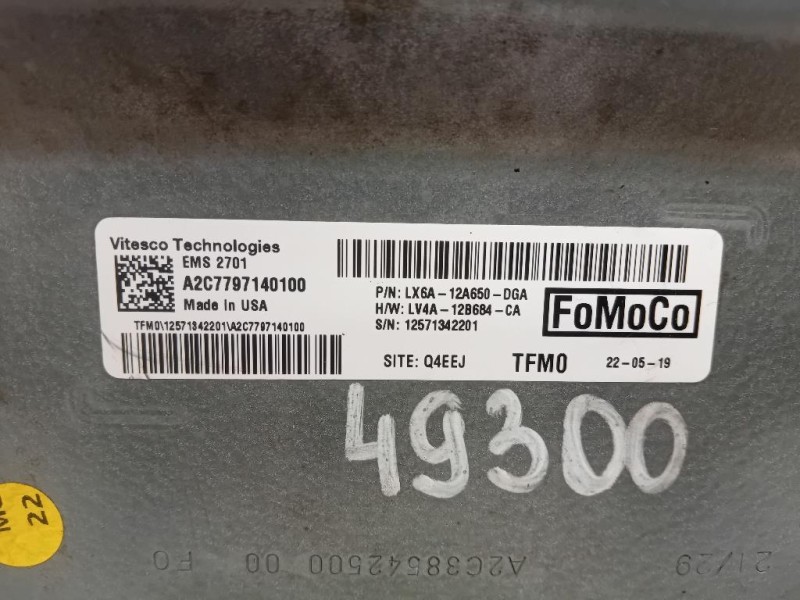 Vitesco Technologies
EMS 2701
A2C7797140100
Made in USA
TFM0\12571342201\A2C7797140100
P/N: LX6A-12A650-DGA
H/W: LV4A-12B684-CA
S/N: 12571342201
FoMoCo
SITE: Q4EEJ TFM0 22-05-19
49300
22
A2C38542500 00 F0
21/29